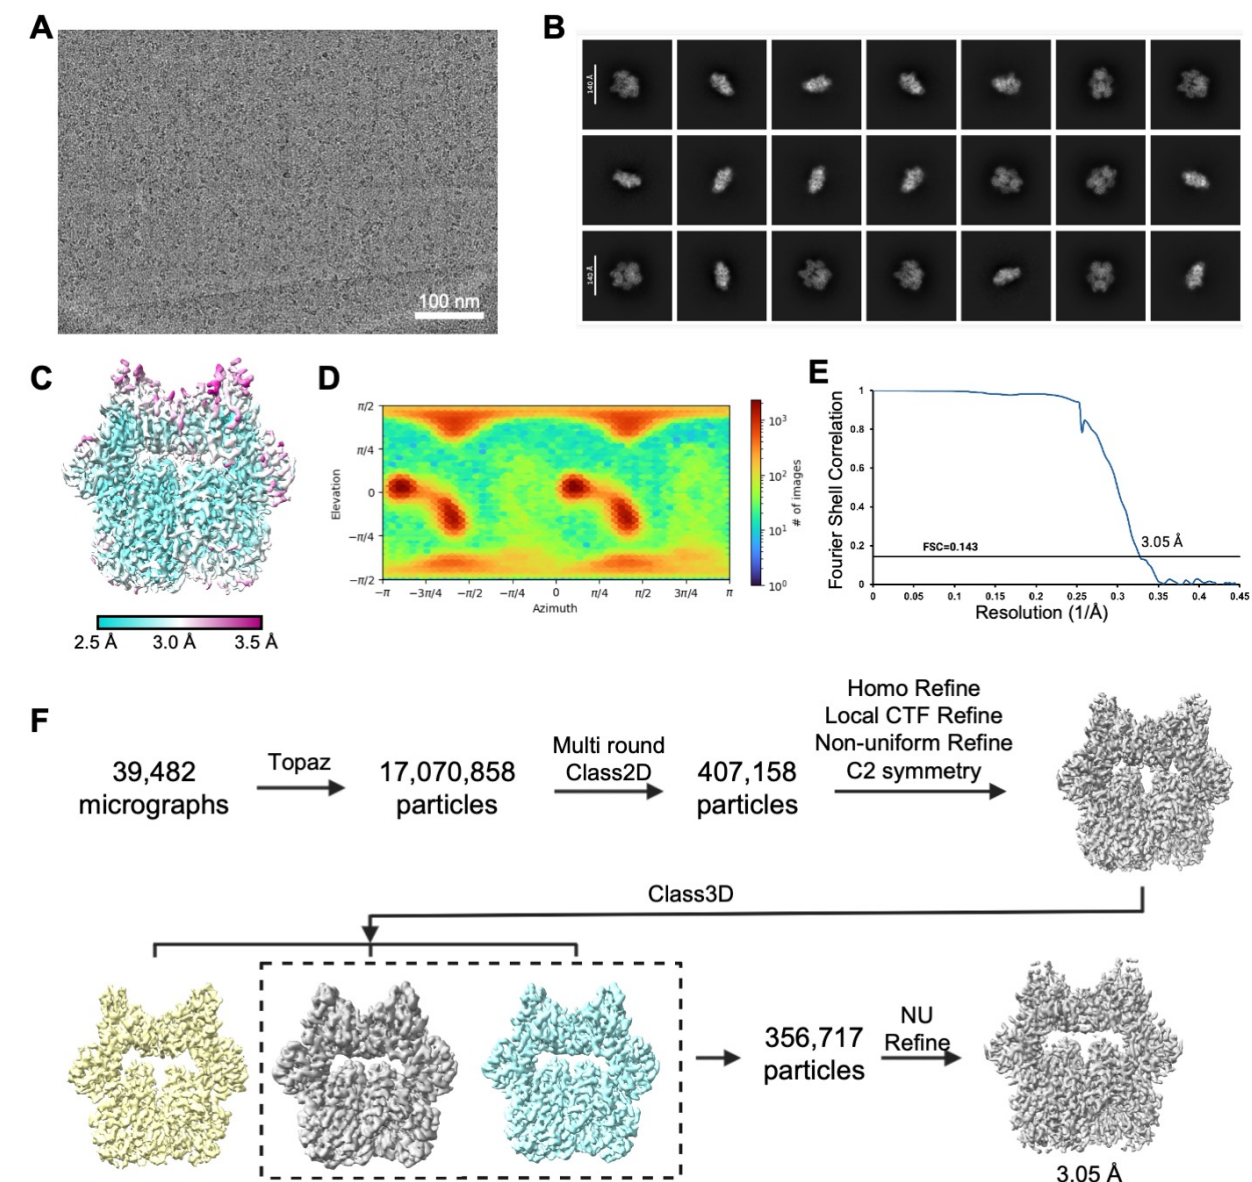 A
100 nm
B
140 Å
140 Å
C
2.5 Å 3.0 Å 3.5 Å
D
π/2
π/4
0
−π/4
−π/2
Elevation
−π −3π/4 −π/2 −π/4 0 π/4 π/2 3π/4 π
Azimuth
10³
10²
10¹
10⁰
# of images
E
1
0.8
0.6
0.4
0.2
0
Fourier Shell Correlation
FSC=0.143
3.05 Å
0 0.05 0.1 0.15 0.2 0.25 0.3 0.35 0.4 0.45
Resolution (1/Å)
F
39,482
micrographs
Topaz
17,070,858
particles
Multi round
Class2D
407,158
particles
Homo Refine
Local CTF Refine
Non-uniform Refine
C2 symmetry
Class3D
356,717
particles
NU
Refine
3.05 Å